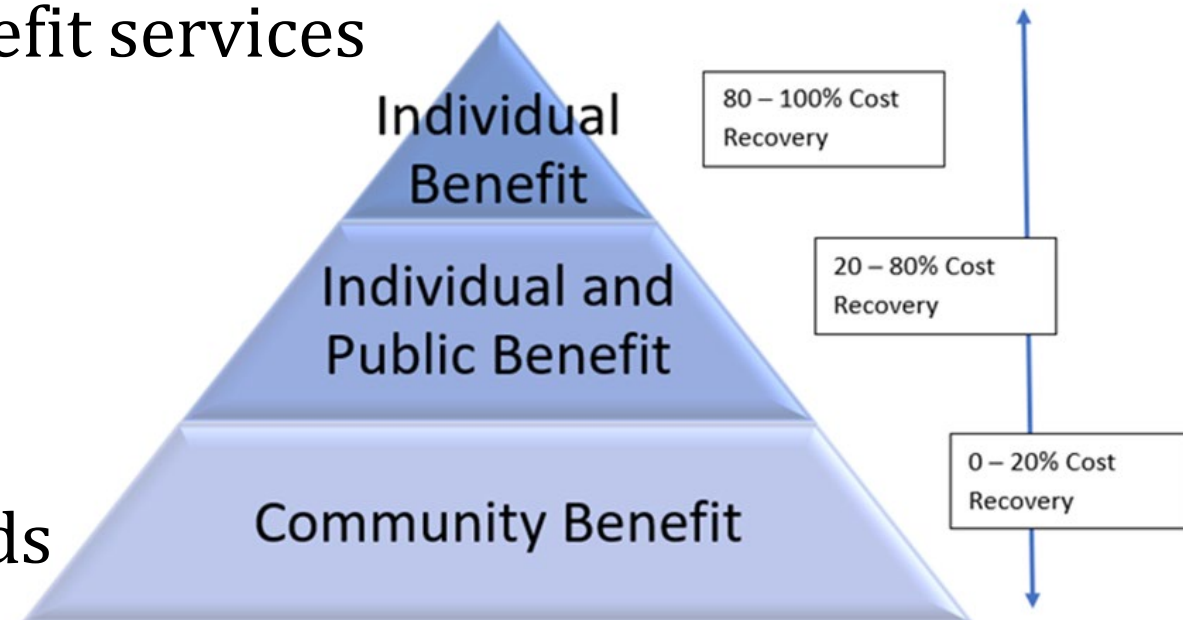 efit services
Individual
Benefit
80 – 100% Cost
Recovery
Individual and
Public Benefit
20 – 80% Cost
Recovery
Community Benefit
0 – 20% Cost
Recovery
ds